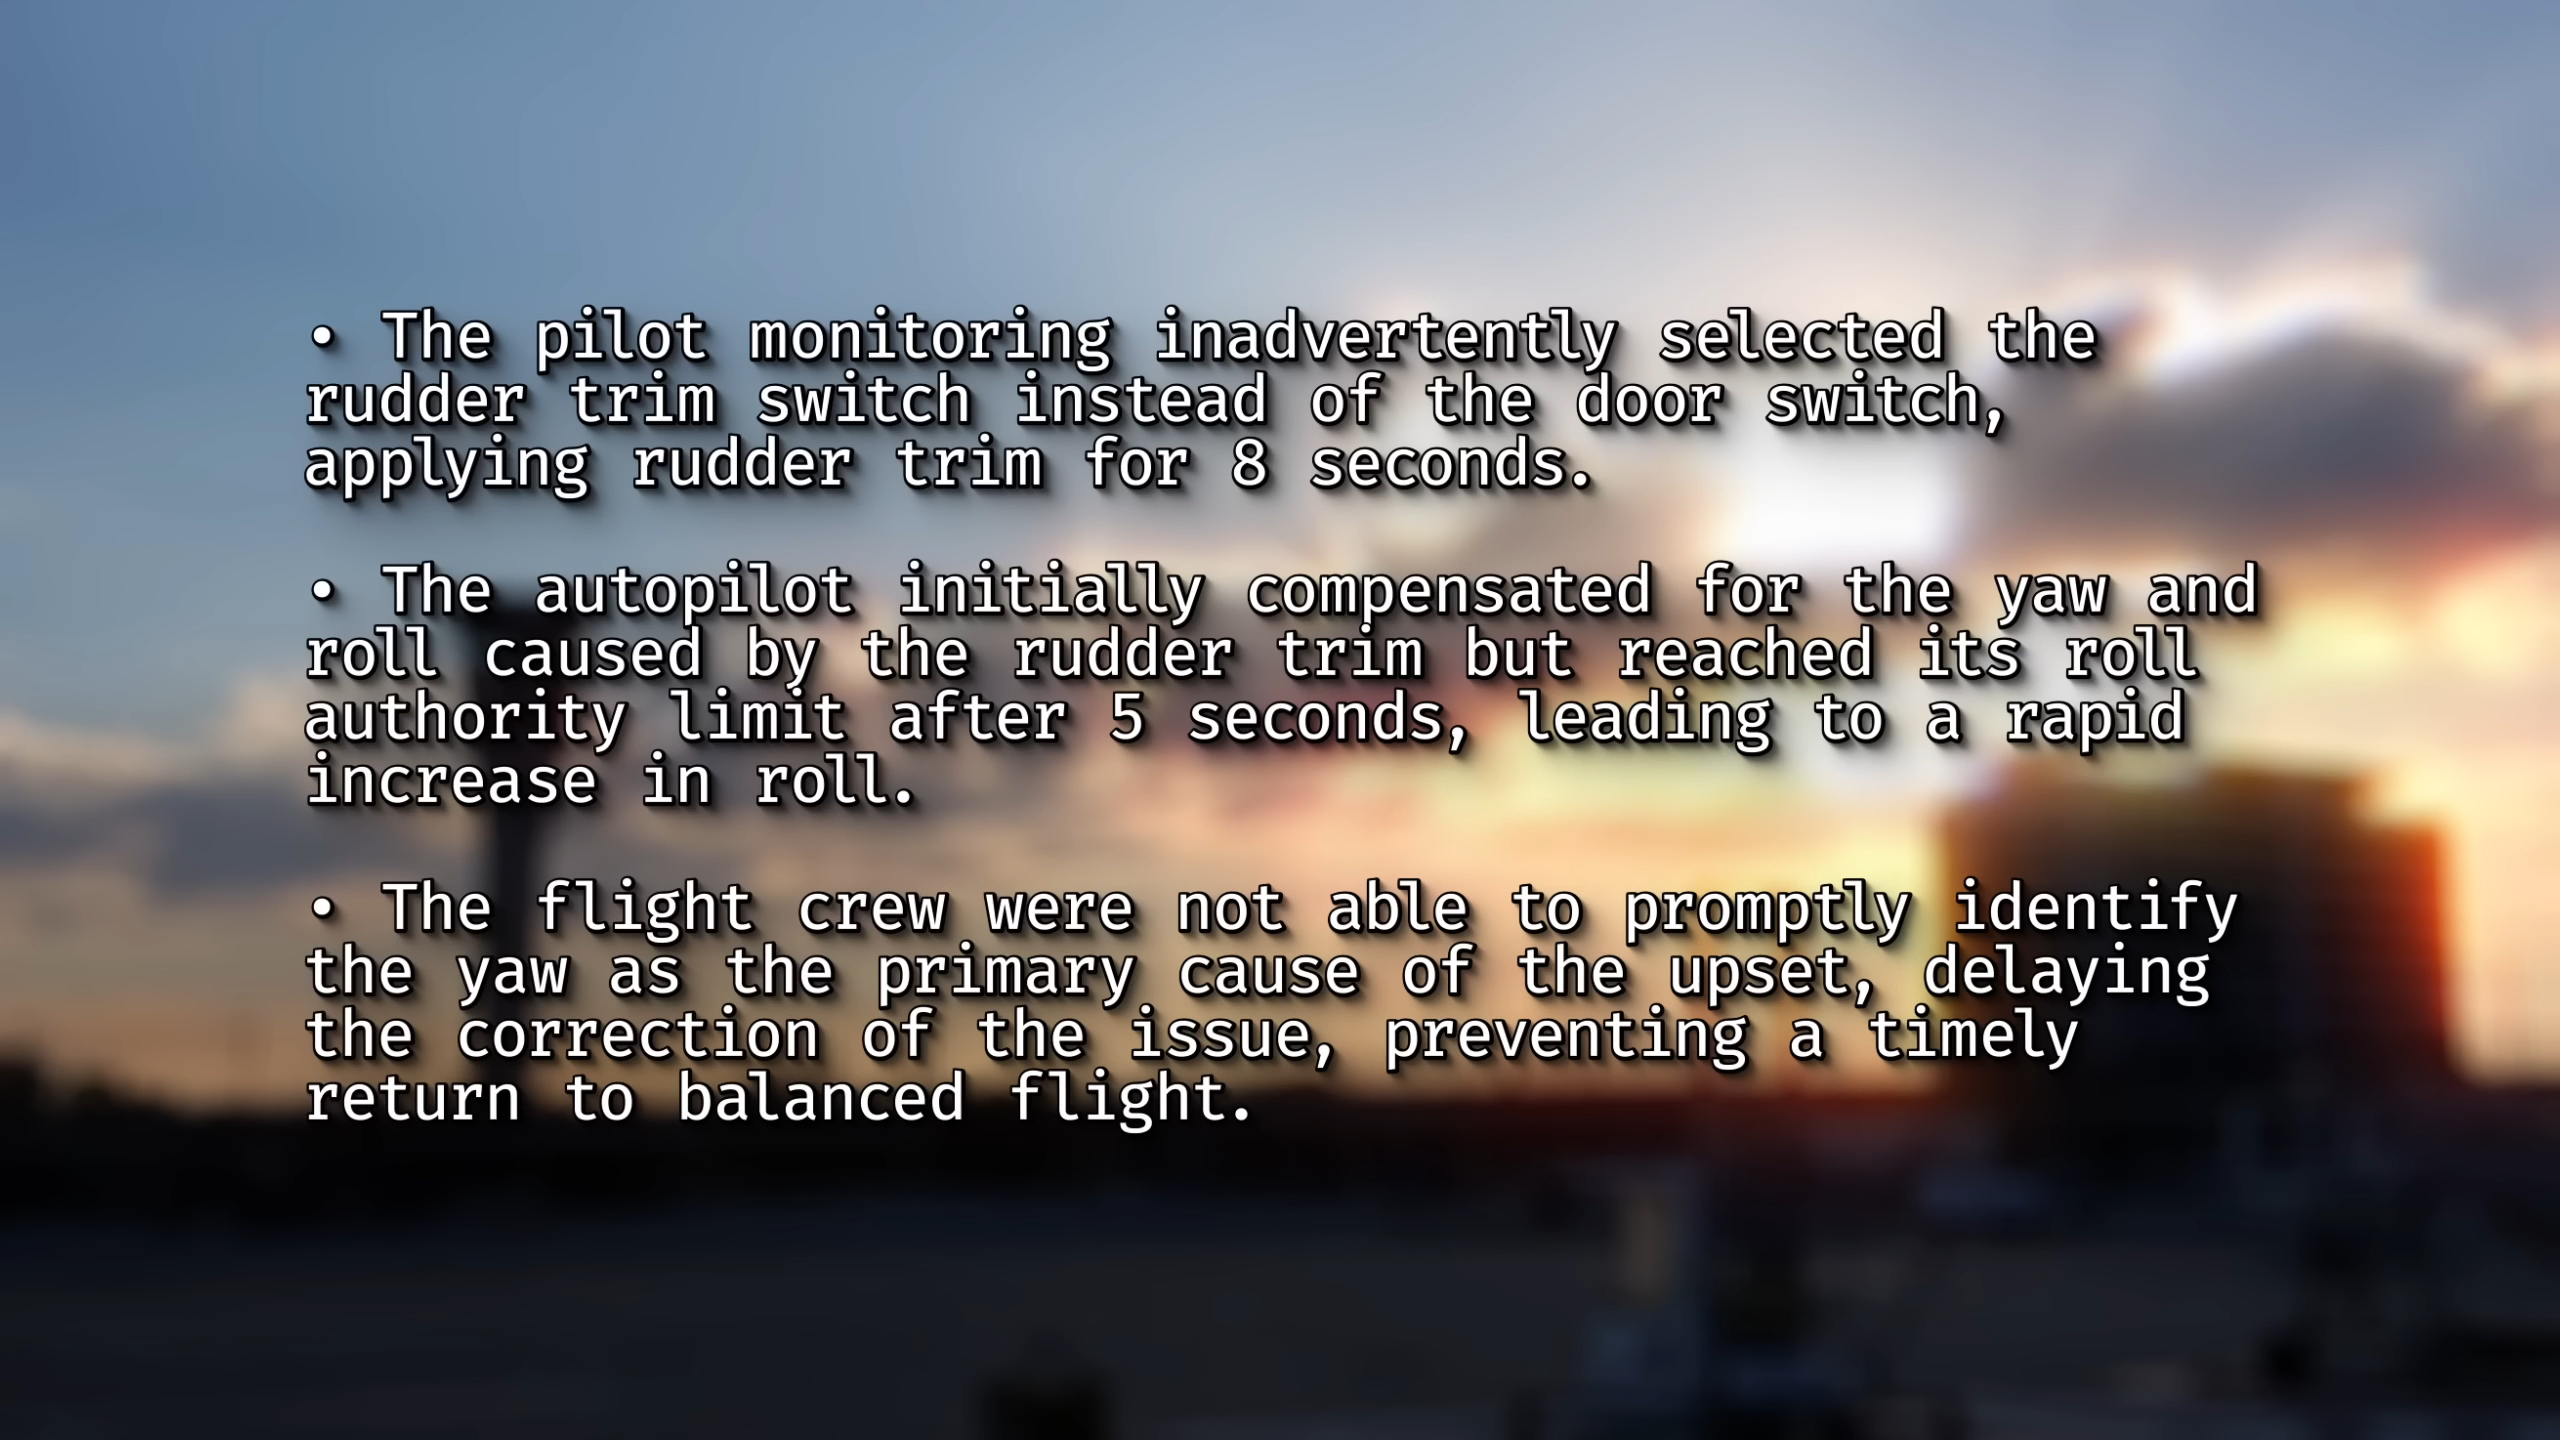 • The pilot monitoring inadvertently selected the
rudder trim switch instead of the door switch,
applying rudder trim for 8 seconds.
• The autopilot initially compensated for the yaw and
roll caused by the rudder trim but reached its roll
authority limit after 5 seconds, leading to a rapid
increase in roll.
• The flight crew were not able to promptly identify
the yaw as the primary cause of the upset, delaying
the correction of the issue, preventing a timely
return to balanced flight.